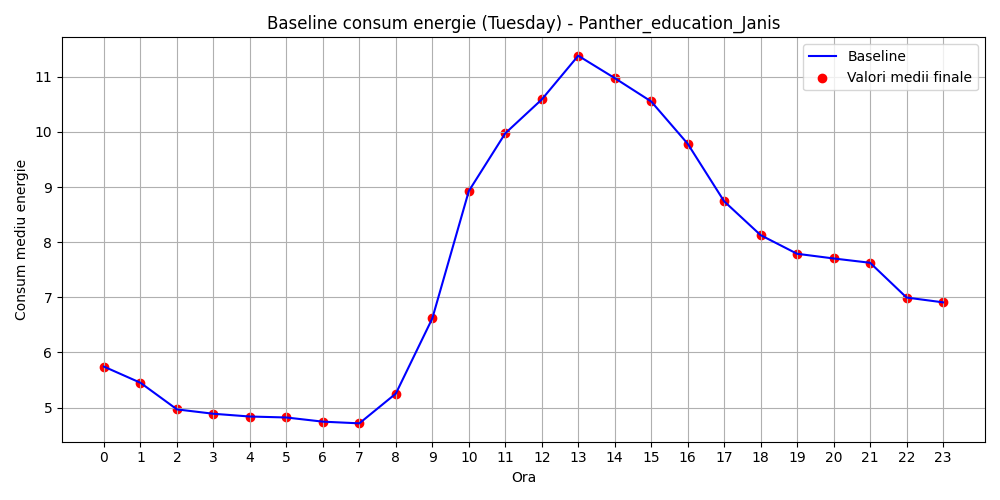 Baseline consum energie (Tuesday) - Panther_education_Janis
Baseline
Valori medii finale
Consum mediu energie
11
10
9
8
7
6
5
0 1 2 3 4 5 6 7 8 9 10 11 12 13 14 15 16 17 18 19 20 21 22 23
Ora